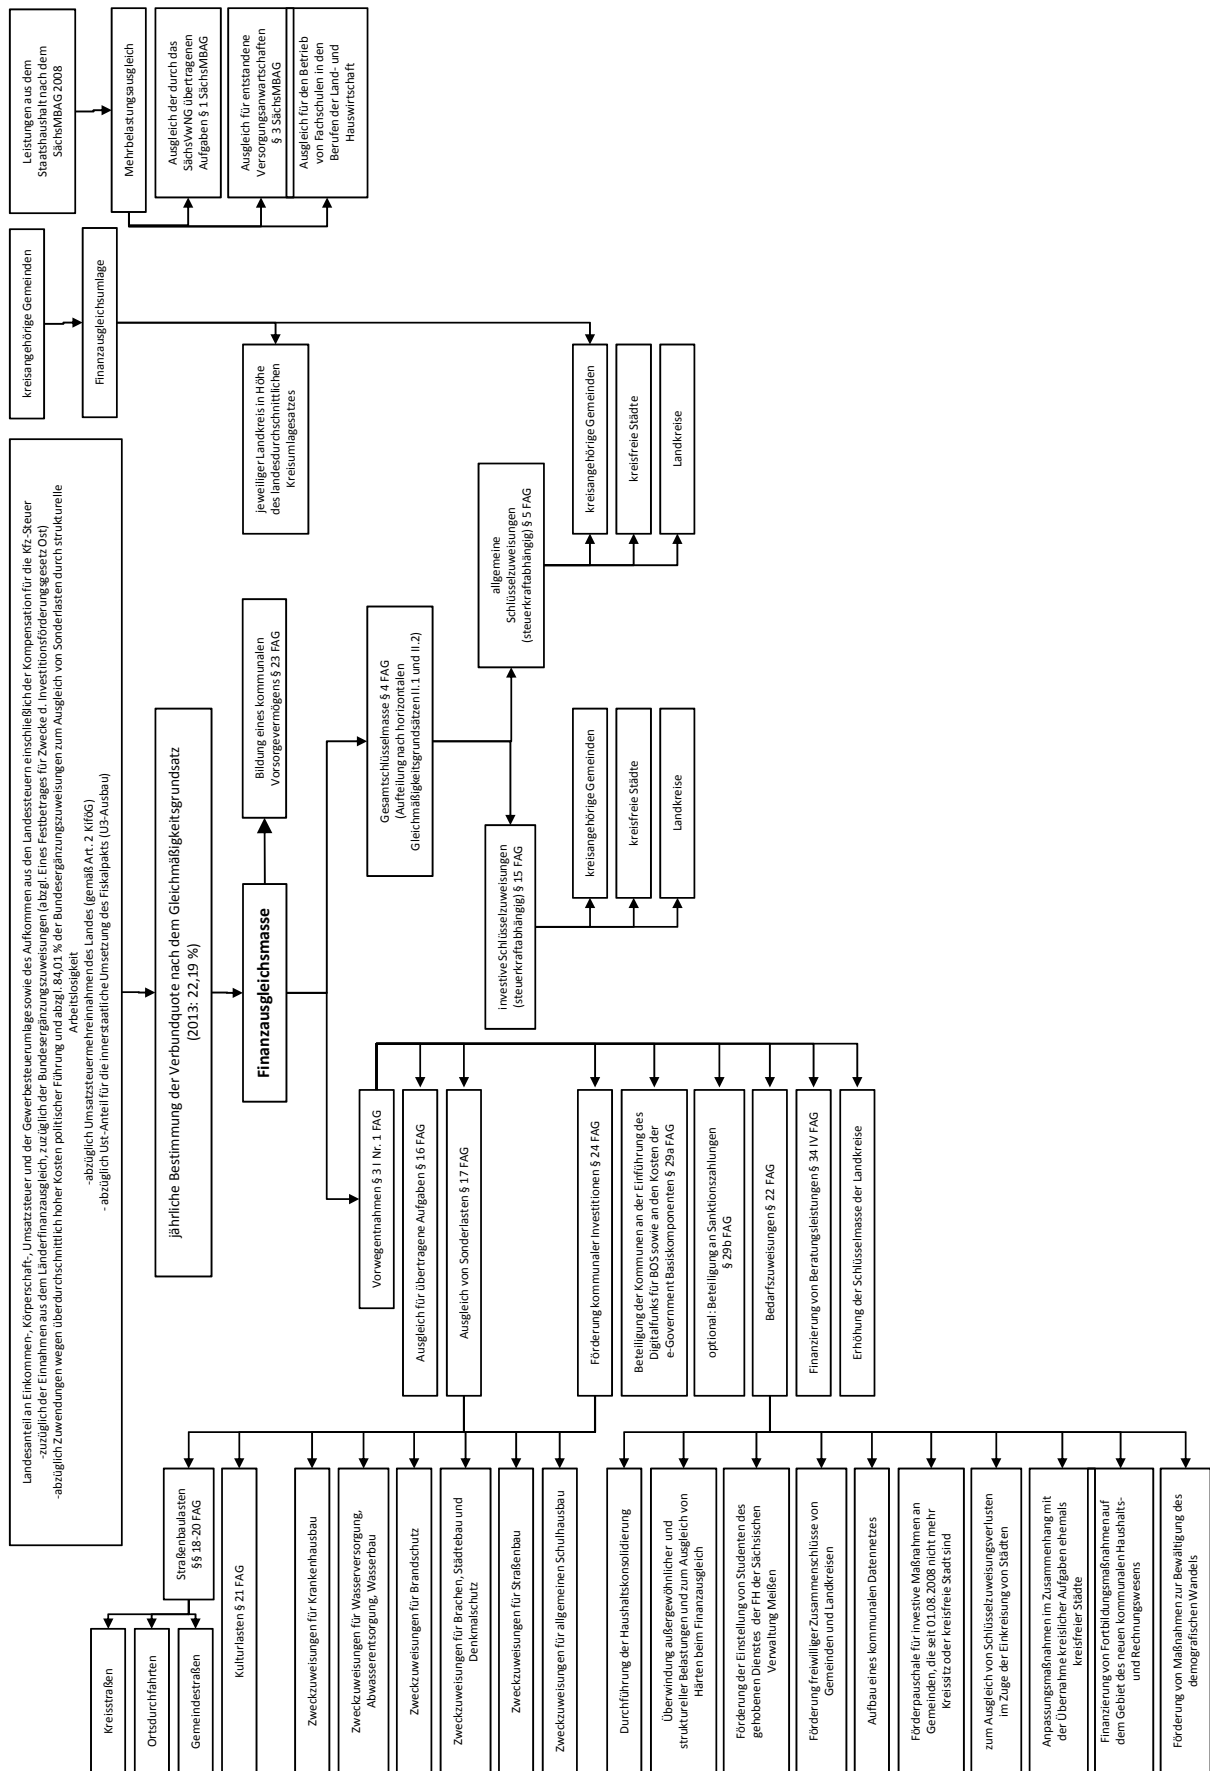 Landesanteil an Einkommen-, Körperschaft-, Umsatzsteuer und der Gewerbesteuerumlage sowie des Aufkommen aus den Landessteuern einschließlich der Kompensation für die Kfz-Steuer
-zuzüglich der Einnahmen aus dem Länderfinanzausgleich, zuzüglich der Bundesergänzungszuweisungen (abzgl. Eines Festbetrages für Zwecke d. Investitionsförderungsgesetz Ost)
-abzüglich Zuwendungen wegen überdurchschnittlich hoher Kosten politischer Führung und abzgl. 84,01 % der Bundesergänzungszuweisungen zum Ausgleich von Sonderlasten durch strukturelle
Arbeitslosigkeit
-abzüglich Umsatzsteuermehreinnahmen des Landes (gemäß Art. 2 KiföG)
- abzüglich Ust-Anteil für die innerstaatliche Umsetzung des Fiskalpakts (U3-Ausbau)
kreisangehörige Gemeinden
Leistungen aus dem
Staatshaushalt nach dem
SächsMBAG 2008
Finanzausgleichsumlage
Mehrbelastungsausgleich
jährliche Bestimmung der Verbundquote nach dem Gleichmäßigkeitsgrundsatz
(2013: 22,19 %)
Ausgleich der durch das
SächsVwNG übertragenen
Aufgaben § 1 SächsMBAG
Finanzausgleichsmasse
Bildung eines kommunalen
Vorsorgevermögens § 23 FAG
jeweiliger Landkreis in Höhe
des landesdurchschnittlichen
Kreisumlagesatzes
Ausgleich für entstandene
Versorgungsanwartschaften
§ 3 SächsMBAG
Ausgleich für den Betrieb
von Fachschulen in den
Berufen der Land- und
Hauswirtschaft
Vorwegentnahmen § 3 I Nr. 1 FAG
Gesamtschlüsselmasse § 4 FAG
(Aufteilung nach horizontalen
Gleichmäßigkeitsgrundsätzen II.1 und II.2)
Ausgleich für übertragene Aufgaben § 16 FAG
Ausgleich von Sonderlasten § 17 FAG
investive Schlüsselzuweisungen
(steuerkraftabhängig) § 15 FAG
allgemeine
Schlüsselzuweisungen
(steuerkraftabhängig) § 5 FAG
Förderung kommunaler Investitionen § 24 FAG
kreisangehörige Gemeinden
kreisangehörige Gemeinden
Beteiligung der Kommunen an der Einführung des
Digitalfunks für BOS sowie an den Kosten der
e-Government Basiskomponenten § 29a FAG
kreisfreie Städte
kreisfreie Städte
Landkreise
Landkreise
optional: Beteiligung an Sanktionszahlungen
§ 29b FAG
Bedarfszuweisungen § 22 FAG
Finanzierung von Beratungsleistungen § 34 IV FAG
Erhöhung der Schlüsselmasse der Landkreise
Straßenbaulasten
§§ 18-20 FAG
Kreisstraßen
Ortsdurchfahrten
Gemeindestraßen
Kulturlasten § 21 FAG
Zweckzuweisungen für Krankenhausbau
Zweckzuweisungen für Wasserversorgung,
Abwasserentsorgung, Wasserbau
Zweckzuweisungen für Brandschutz
Zweckzuweisungen für Brachen, Städtebau und
Denkmalschutz
Zweckzuweisungen für Straßenbau
Zweckzuweisungen für allgemeinen Schulhausbau
Durchführung der Haushaltskonsolidierung
Überwindung außergewöhnlicher und
struktureller Belastungen und zum Ausgleich von
Härten beim Finanzausgleich
Förderung der Einstellung von Studenten des
gehobenen Dienstes der FH der Sächsischen
Verwaltung Meißen
Förderung freiwilliger Zusammenschlüsse von
Gemeinden und Landkreisen
Aufbau eines kommunalen Datennetzes
Förderpauschale für investive Maßnahmen an
Gemeinden, die seit 01.08.2008 nicht mehr
Kreissitz oder kreisfreie Stadt sind
zum Ausgleich von Schlüsselzuweisungsverlusten
im Zuge der Einkreisung von Städten
Anpassungsmaßnahmen im Zusammenhang mit
der Übernahme kreislicher Aufgaben ehemals
kreisfreier Städte
Finanzierung von Fortbildungsmaßnahmen auf
dem Gebiet des neuen kommunalen Haushalts-
und Rechnungswesens
Förderung von Maßnahmen zur Bewältigung des
demografischen Wandels